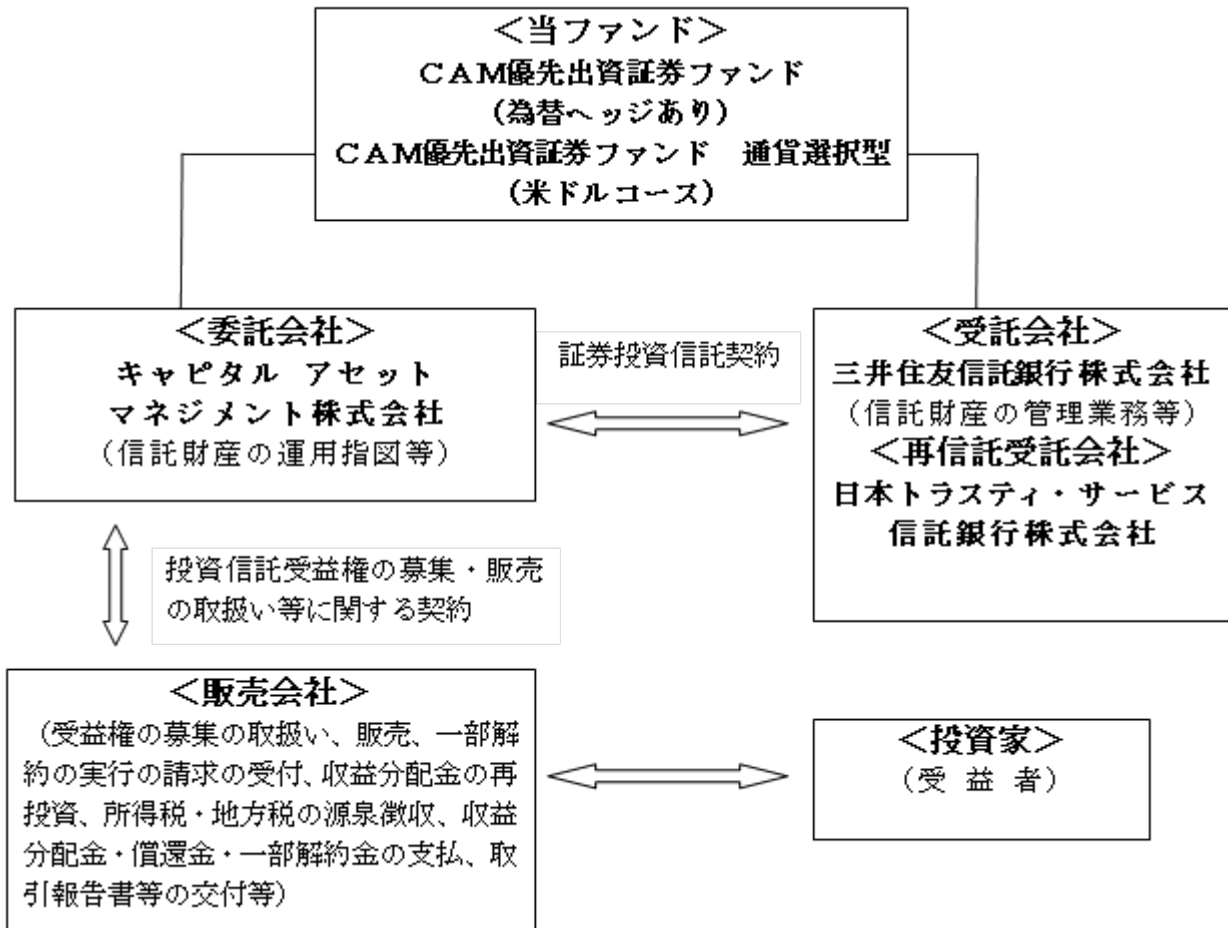 ＜当ファンド＞
ＣＡＭ優先出資証券ファンド
（為替ヘッジあり）
ＣＡＭ優先出資証券ファンド　通貨選択型
（米ドルコース）
＜委託会社＞
キャピタル アセット
マネジメント株式会社
（信託財産の運用指図等）
証券投資信託契約
＜受託会社＞
三井住友信託銀行株式会社
（信託財産の管理業務等）
＜再信託受託会社＞
日本トラスティ・サービス
信託銀行株式会社
投資信託受益権の募集・販売
の取扱い等に関する契約
＜販売会社＞
（受益権の募集の取扱い、販売、一部解
約の実行の請求の受付、収益分配金の再
投資、所得税・地方税の源泉徴収、収益
分配金・償還金・一部解約金の支払、取
引報告書等の交付等）
＜投資家＞
（受 益 者）